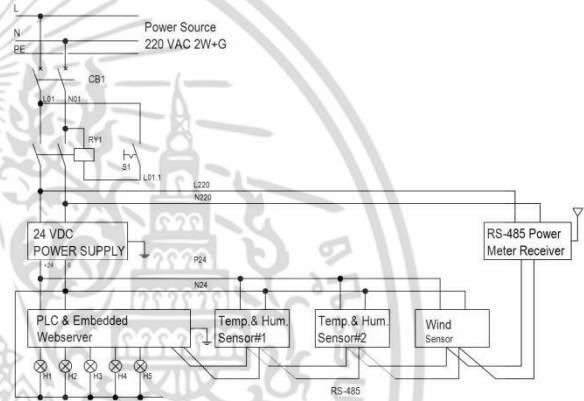 L
N
PE
Power Source
220 VAC 2W+G
CB1
L01
N01
RY1
S1
L01.1
L220
N220
24 VDC
POWER SUPPLY
+24
0
P24
N24
RS-485 Power
Meter Receiver
PLC & Embedded
Webserver
Temp.& Hum.
Sensor#1
Temp.& Hum.
Sensor#2
Wind
Sensor
H1
H2
H3
H4
H5
RS-485